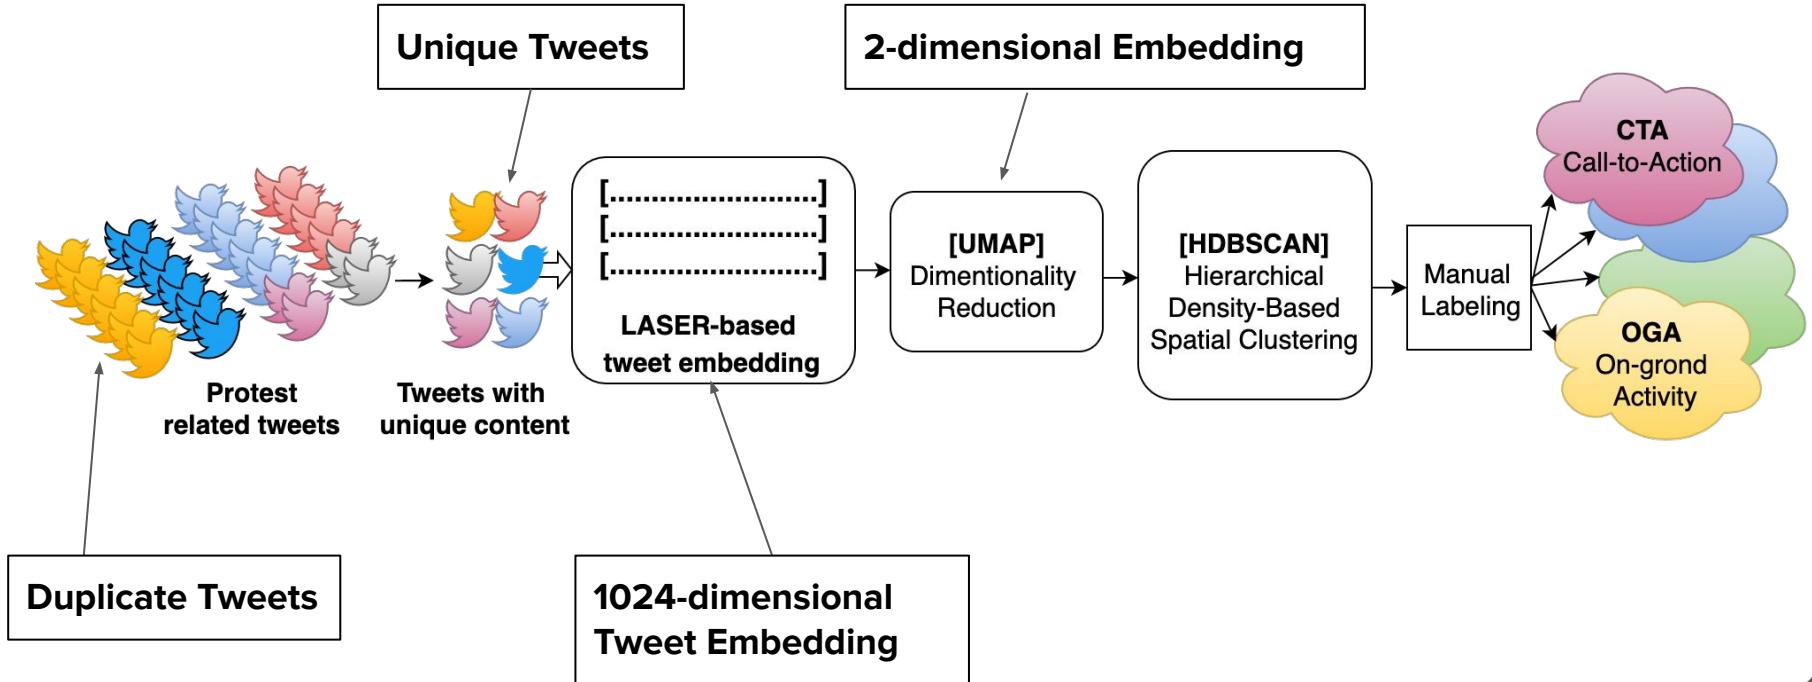 Unique Tweets
2-dimensional Embedding
CTA
Call-to-Action
[.........................]
[.........................]
[.........................]
LASER-based
tweet embedding
[UMAP]
Dimentionality
Reduction
[HDBSCAN]
Hierarchical
Density-Based
Spatial Clustering
Manual
Labeling
OGA
On-grond
Activity
Protest
related tweets
Tweets with
unique content
Duplicate Tweets
1024-dimensional
Tweet Embedding